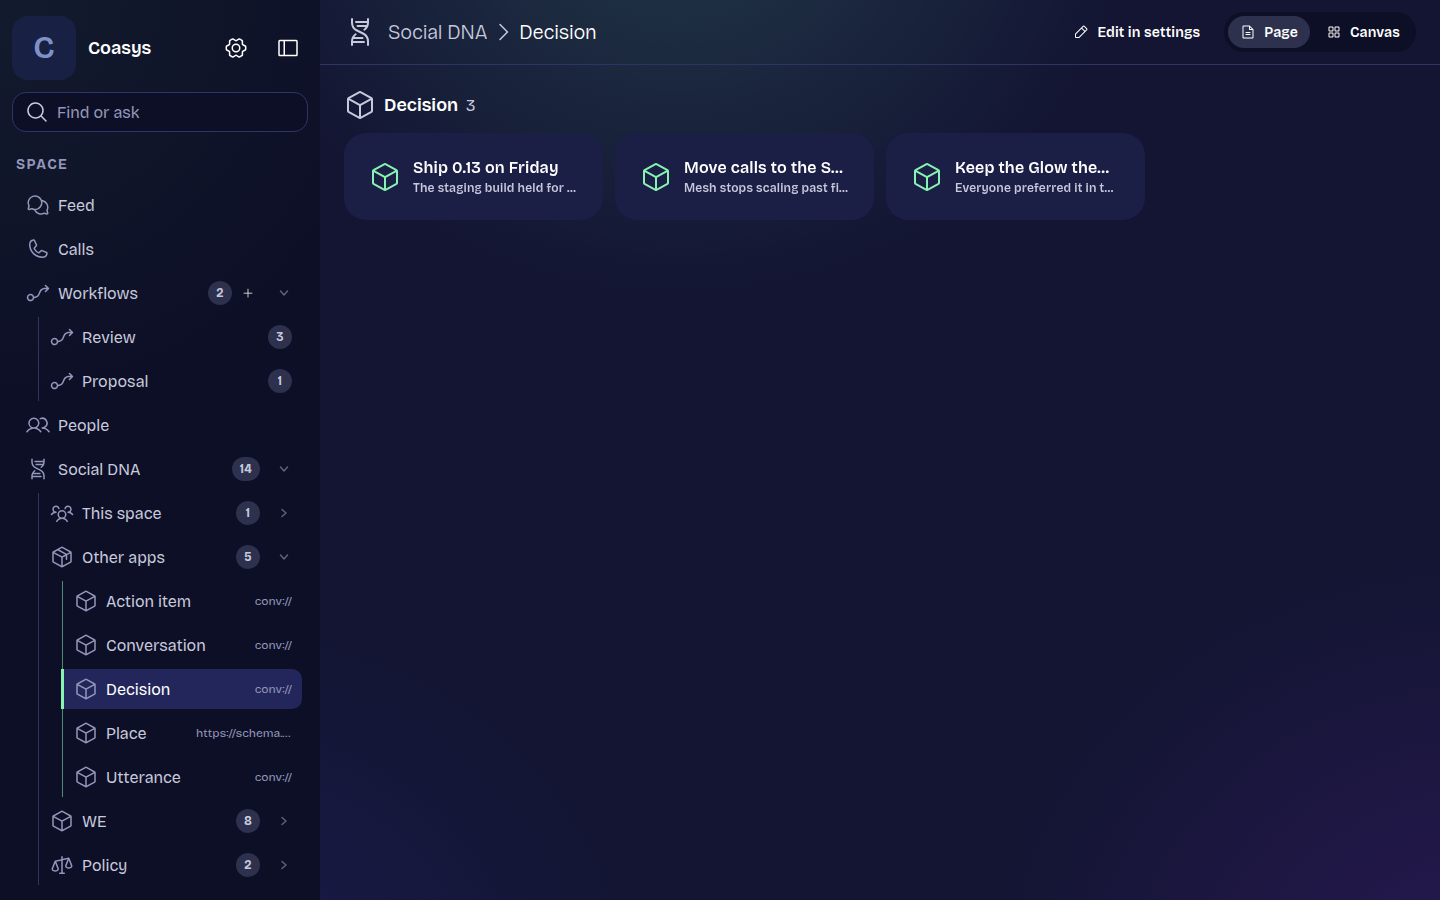 C
Coasys
Find or ask
SPACE
Feed
Calls
Workflows 2 +
Review 3
Proposal 1
People
Social DNA 14
This space 1
Other apps 5
Action item conv://
Conversation conv://
Decision conv://
Place https://schema....
Utterance conv://
WE 8
Policy 2
Social DNA > Decision
Edit in settings
Page
Canvas
Decision 3
Ship 0.13 on Friday
The staging build held for ...
Move calls to the S...
Mesh stops scaling past fi...
Keep the Glow the...
Everyone preferred it in t...